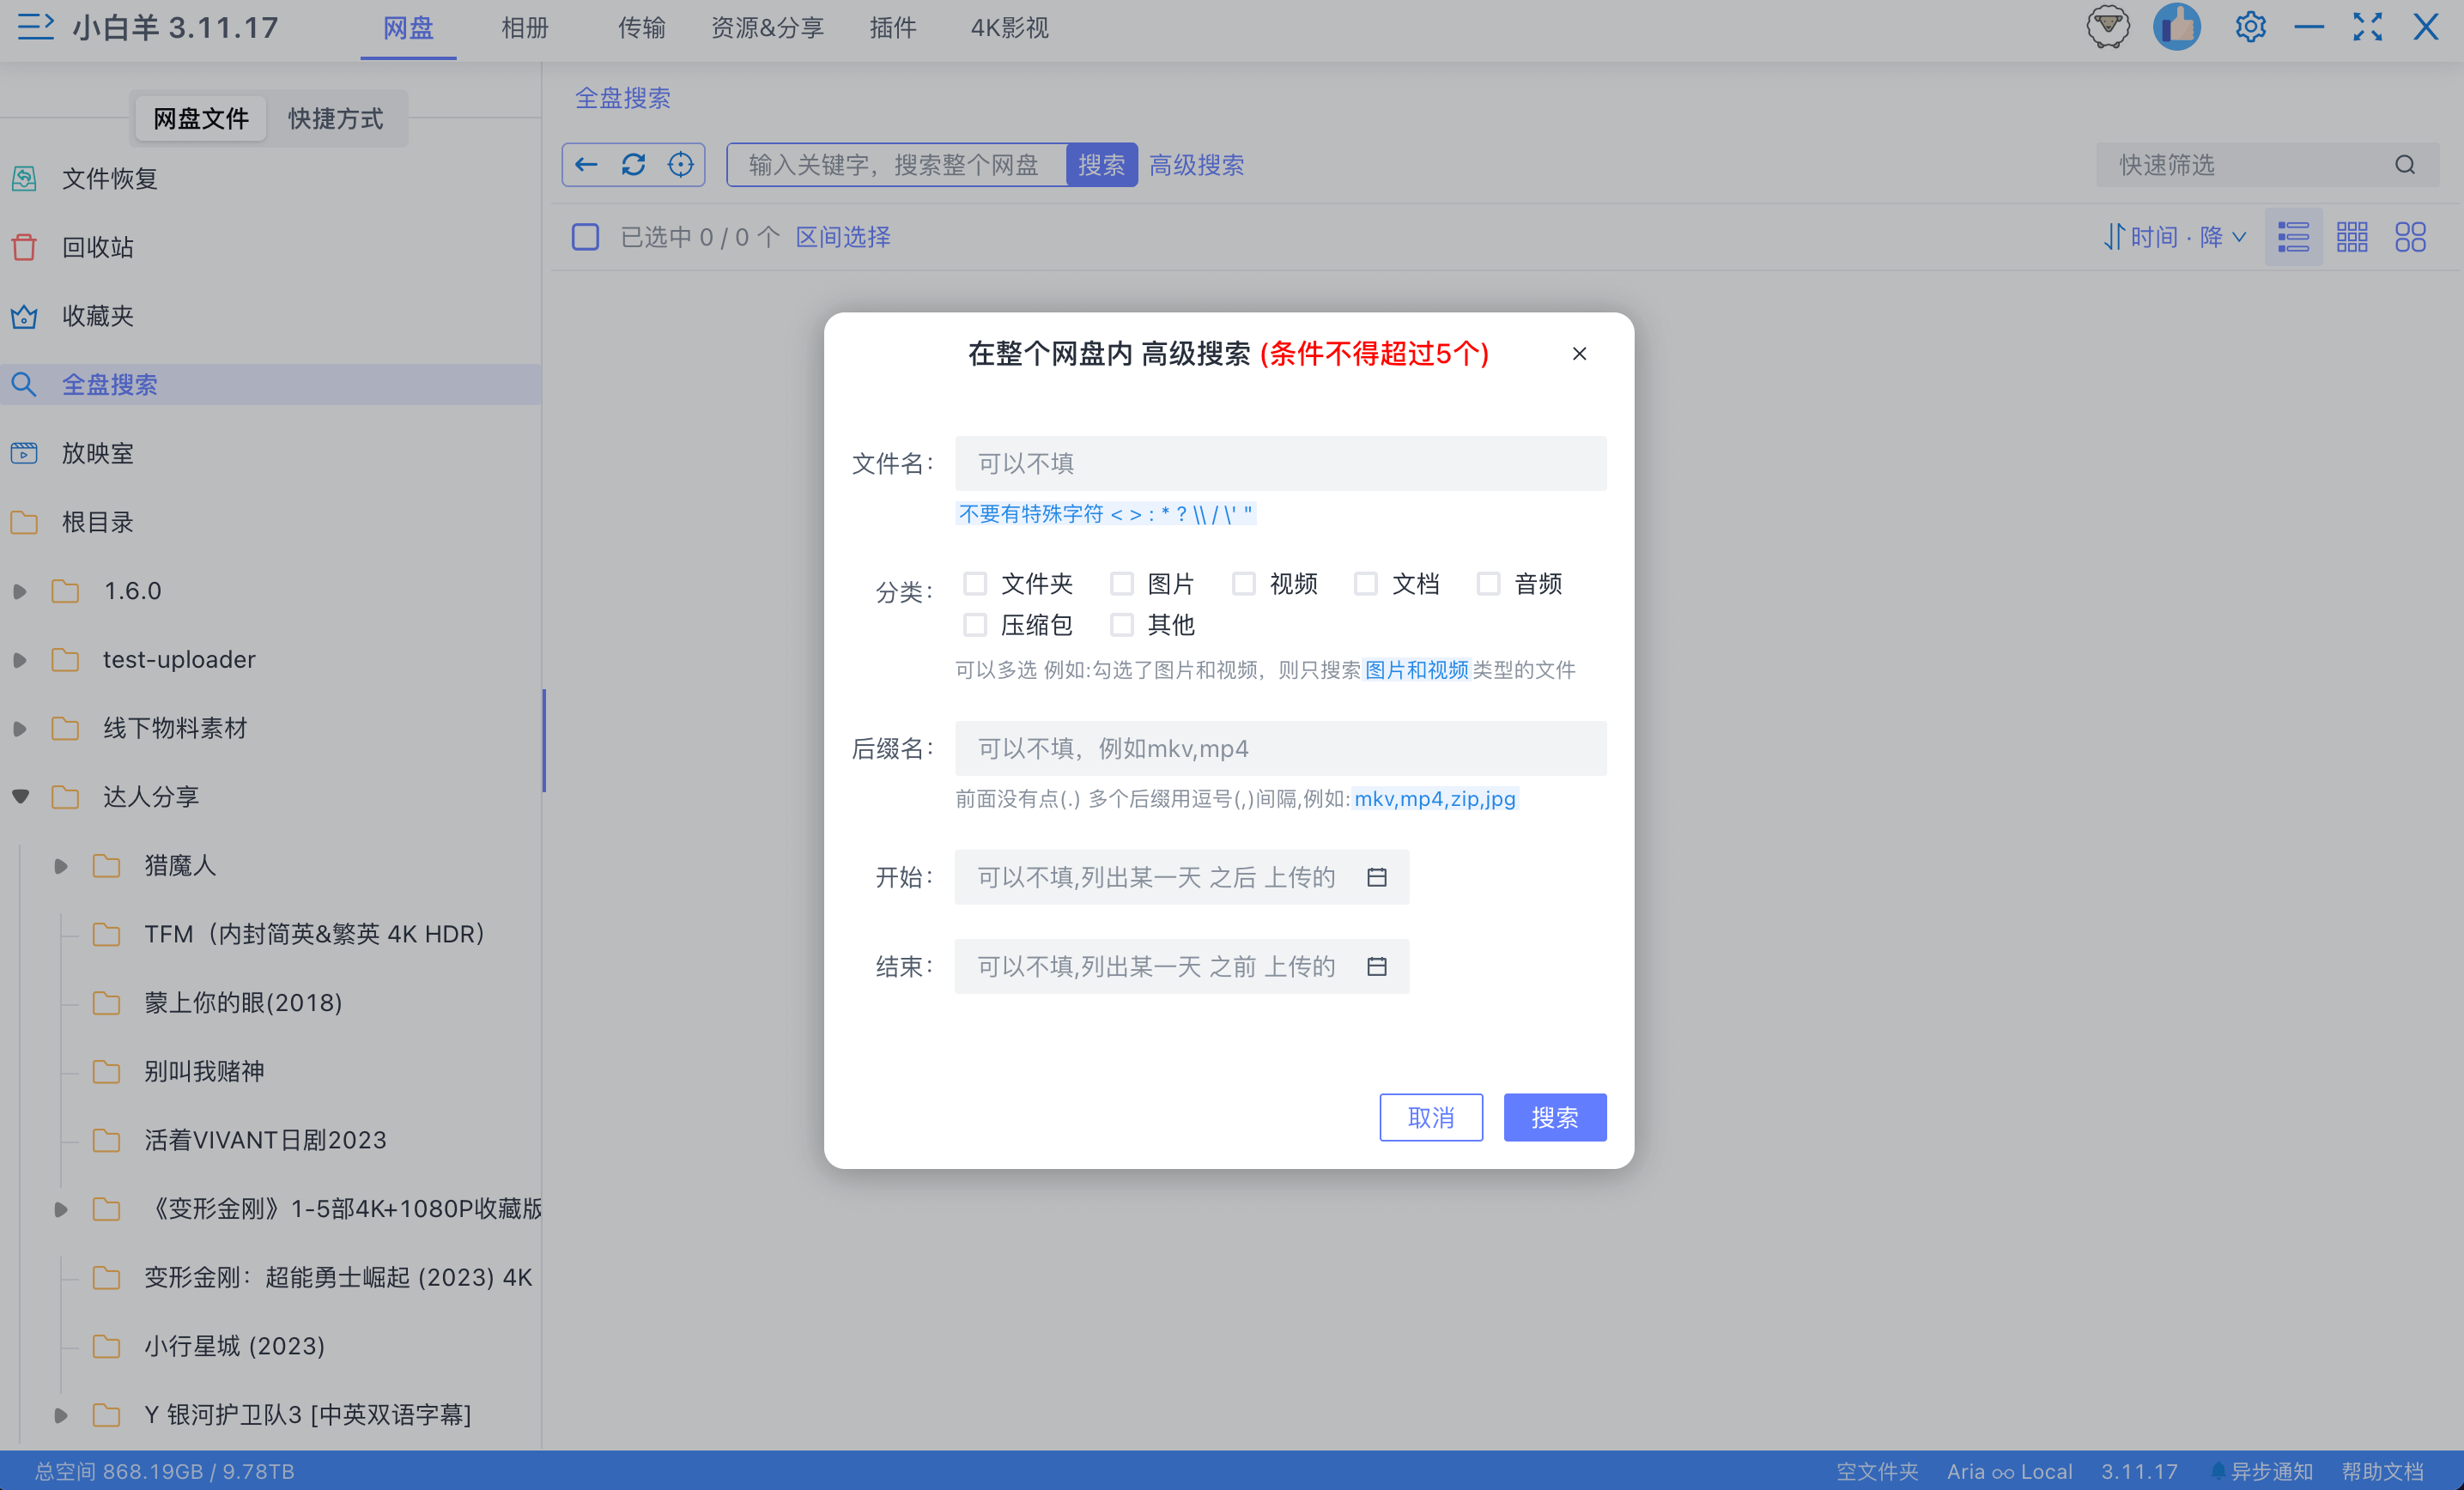 小白羊 3.11.17
网盘
相册
传输
资源&分享
插件
4K影视
网盘文件
快捷方式
文件恢复
回收站
收藏夹
全盘搜索
放映室
根目录
1.6.0
test-uploader
线下物料素材
达人分享
猎魔人
TFM（内封简英&繁英 4K HDR）
蒙上你的眼(2018)
别叫我赌神
活着VIVANT日剧2023
《变形金刚》1-5部4K+1080P收藏版
变形金刚：超能勇士崛起 (2023) 4K
小行星城 (2023)
Y 银河护卫队3 [中英双语字幕]
全盘搜索
输入关键字，搜索整个网盘
搜索
高级搜索
快速筛选
已选中 0 / 0 个
区间选择
时间 · 降
在整个网盘内 高级搜索 (条件不得超过5个)
文件名：
可以不填
不要有特殊字符 < > : * ? \\ / \' "
分类：
文件夹
图片
视频
文档
音频
压缩包
其他
可以多选 例如:勾选了图片和视频，则只搜索图片和视频类型的文件
后缀名：
可以不填，例如mkv,mp4
前面没有点(.) 多个后缀用逗号(,)间隔,例如:mkv,mp4,zip,jpg
开始：
可以不填,列出某一天 之后 上传的
结束：
可以不填,列出某一天 之前 上传的
取消
搜索
总空间 868.19GB / 9.78TB
空文件夹
Aria Local
3.11.17
异步通知
帮助文档